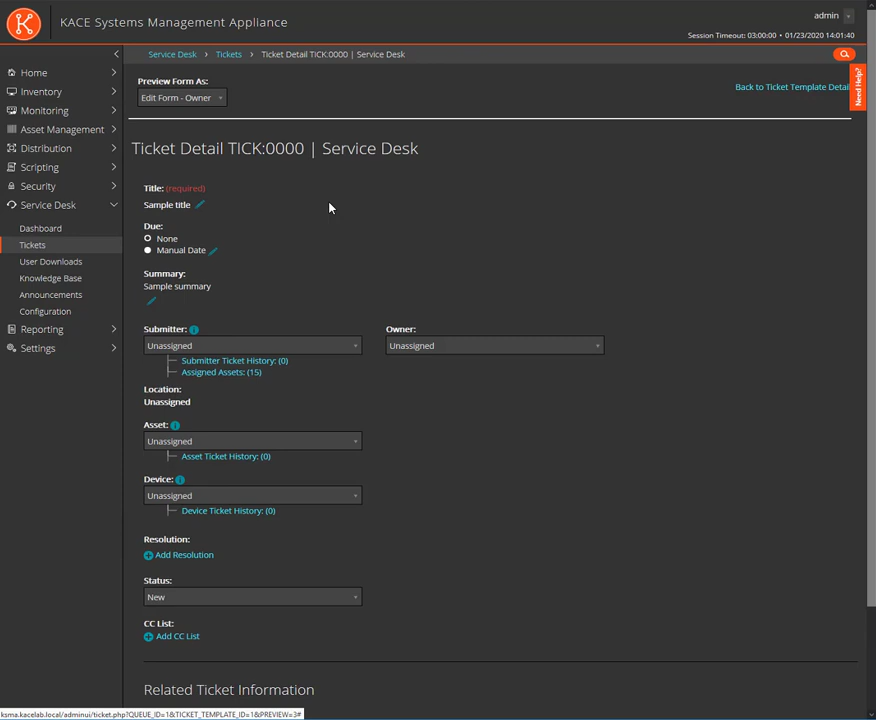 KACE Systems Management Appliance
admin
Session Timeout: 03:00:00 • 01/23/2020 14:01:40
Service Desk > Tickets > Ticket Detail TICK:0000 | Service Desk
Need Help?
Home
Inventory
Monitoring
Asset Management
Distribution
Scripting
Security
Service Desk
Dashboard
Tickets
User Downloads
Knowledge Base
Announcements
Configuration
Reporting
Settings
Preview Form As:
Edit Form - Owner
Back to Ticket Template Detail
Ticket Detail TICK:0000 | Service Desk
Title: (required)
Sample title
Due:
None
Manual Date
Summary:
Sample summary
Submitter:
Unassigned
Submitter Ticket History: (0)
Assigned Assets: (15)
Owner:
Unassigned
Location:
Unassigned
Asset:
Unassigned
Asset Ticket History: (0)
Device:
Unassigned
Device Ticket History: (0)
Resolution:
Add Resolution
Status:
New
CC List:
Add CC List
Related Ticket Information
ksma.kacelab.local/adminui/ticket.php?QUEUE_ID=1&TICKET_TEMPLATE_ID=1&PREVIEW=3#